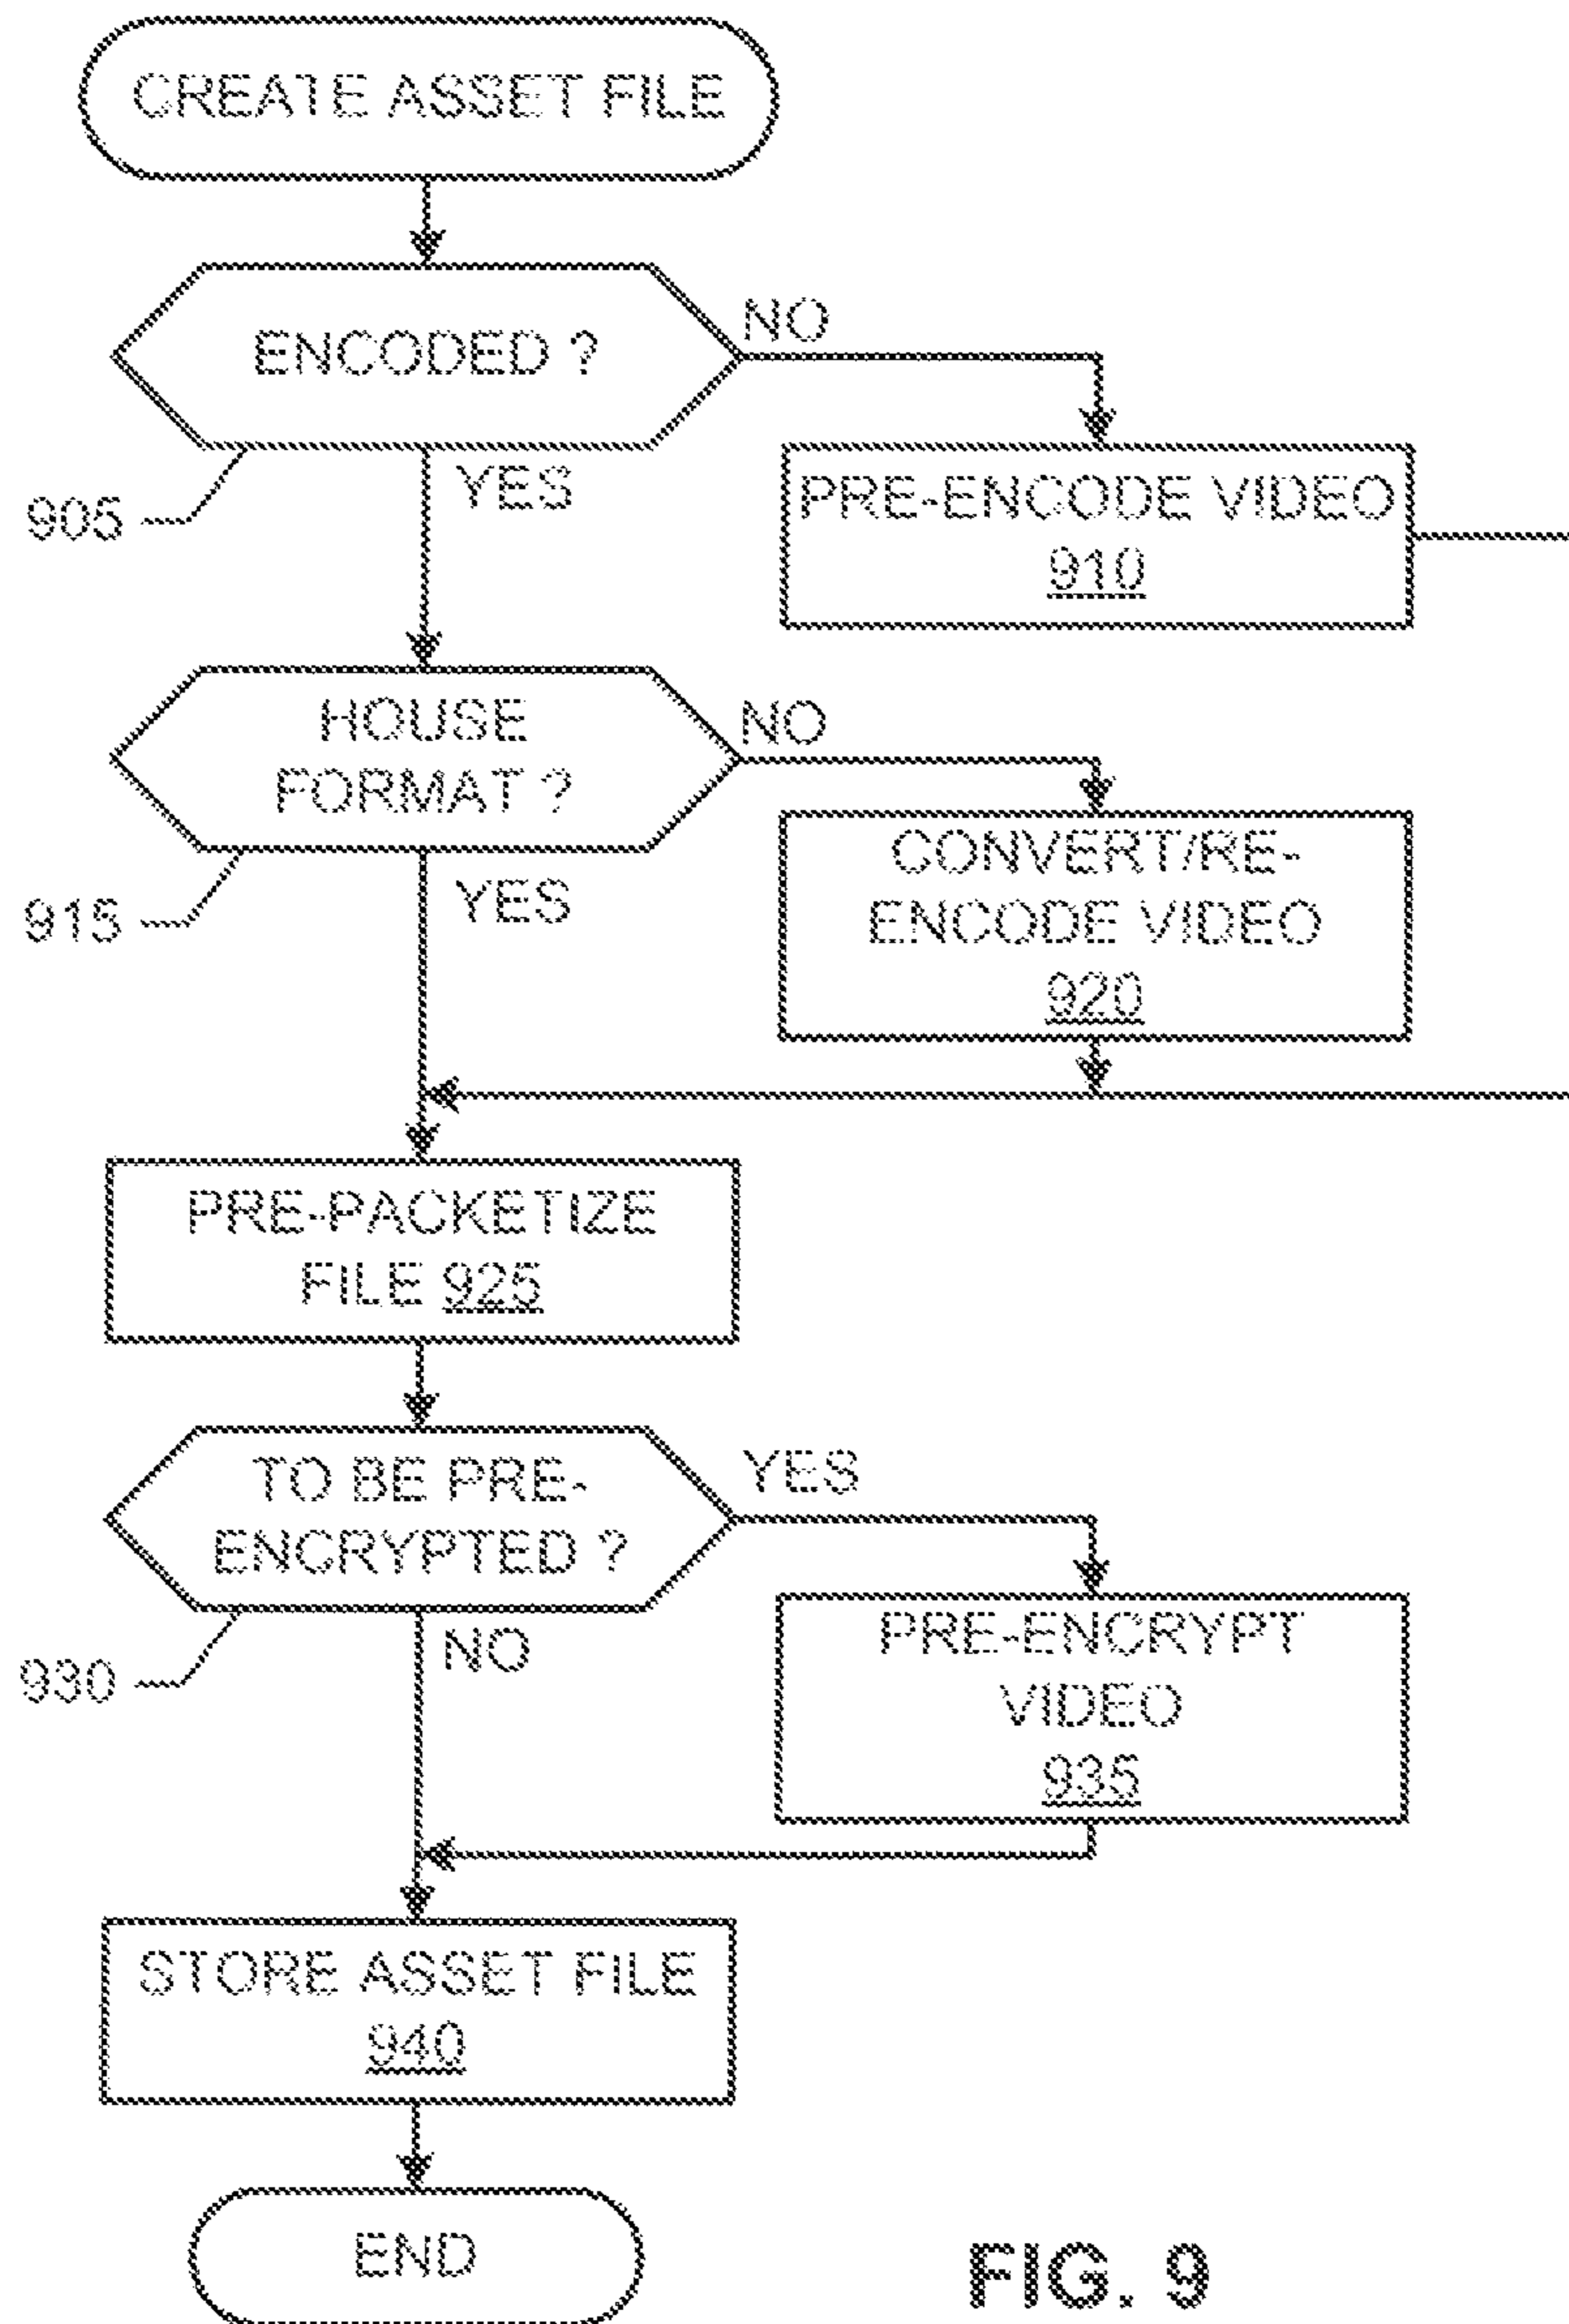 CREATE ASSET FILE
ENCODED ?
NO
PRE-ENCODE VIDEO
910
YES
905
HOUSE
FORMAT ?
NO
CONVERT/RE-
ENCODE VIDEO
920
YES
915
PRE-PACKETIZE
FILE 925
TO BE PRE-
ENCRYPTED ?
YES
PRE-ENCRYPT
VIDEO
935
NO
930
STORE ASSET FILE
940
END
FIG. 9